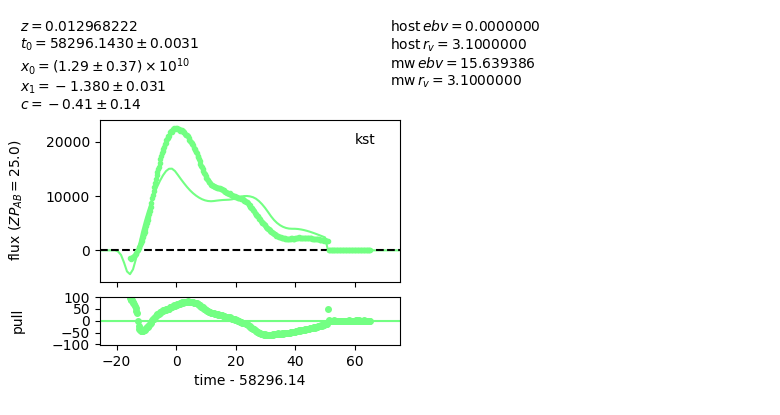 z = 0.012968222
t₀ = 58296.1430 ± 0.0031
x₀ = (1.29 ± 0.37) × 10¹⁰
x₁ = −1.380 ± 0.031
c = −0.41 ± 0.14
host ebv = 0.0000000
host r_v = 3.1000000
mw ebv = 15.639386
mw r_v = 3.1000000
flux (ZP_AB = 25.0)
20000
10000
0
kst
pull
100
50
0
−50
−100
−20 0 20 40 60
time - 58296.14